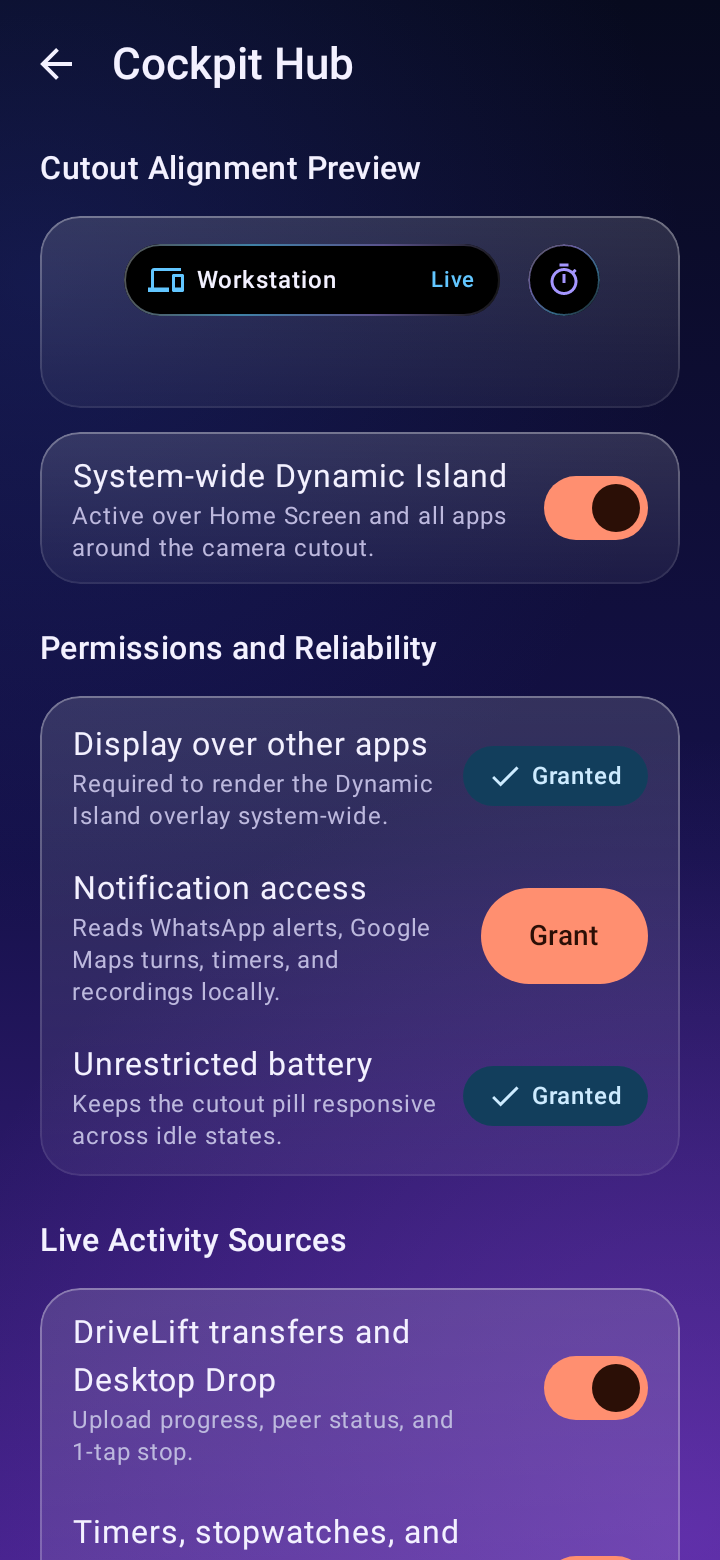 Cockpit Hub
Cutout Alignment Preview
Workstation
Live
System-wide Dynamic Island
Active over Home Screen and all apps
around the camera cutout.
Permissions and Reliability
Display over other apps
Required to render the Dynamic
Island overlay system-wide.
Granted
Notification access
Reads WhatsApp alerts, Google
Maps turns, timers, and
recordings locally.
Grant
Unrestricted battery
Keeps the cutout pill responsive
across idle states.
Granted
Live Activity Sources
DriveLift transfers and
Desktop Drop
Upload progress, peer status, and
1-tap stop.
Timers, stopwatches, and